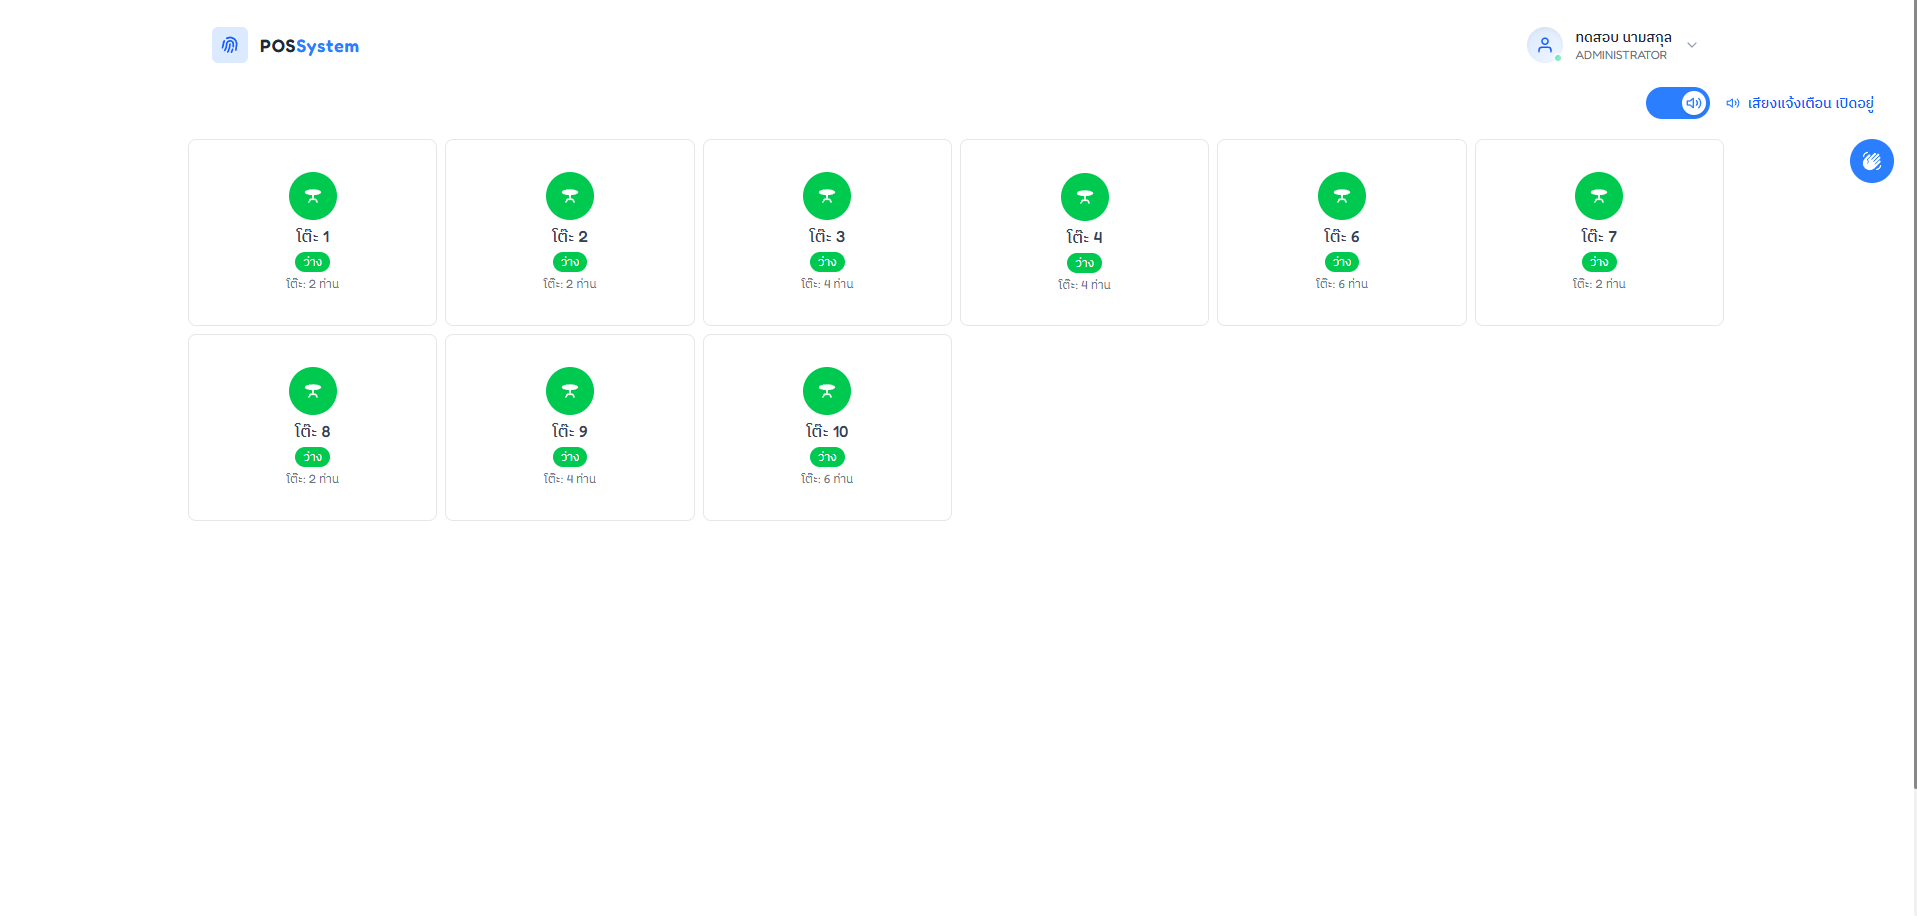 POSSystem
ทดสอบ นามสกุล
ADMINISTRATOR
เสียงแจ้งเตือน เปิดอยู่
โต๊ะ 1
ว่าง
โต๊ะ: 2 ท่าน
โต๊ะ 2
ว่าง
โต๊ะ: 2 ท่าน
โต๊ะ 3
ว่าง
โต๊ะ: 4 ท่าน
โต๊ะ 4
ว่าง
โต๊ะ: 4 ท่าน
โต๊ะ 6
ว่าง
โต๊ะ: 6 ท่าน
โต๊ะ 7
ว่าง
โต๊ะ: 2 ท่าน
โต๊ะ 8
ว่าง
โต๊ะ: 2 ท่าน
โต๊ะ 9
ว่าง
โต๊ะ: 4 ท่าน
โต๊ะ 10
ว่าง
โต๊ะ: 6 ท่าน